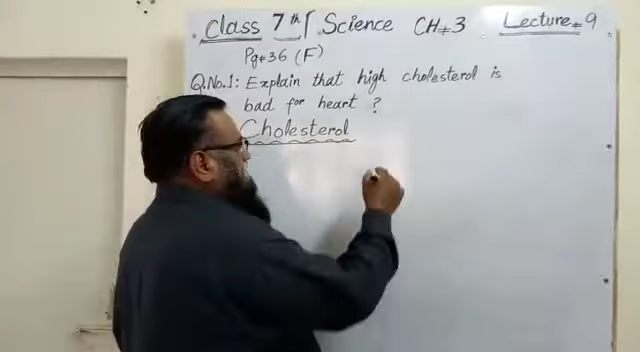 Class 7th Science CH#3 Lecture#9
Pg#36 (F)
Q.No.1: Explain that high cholesterol is
bad for heart ?
Cholesterol